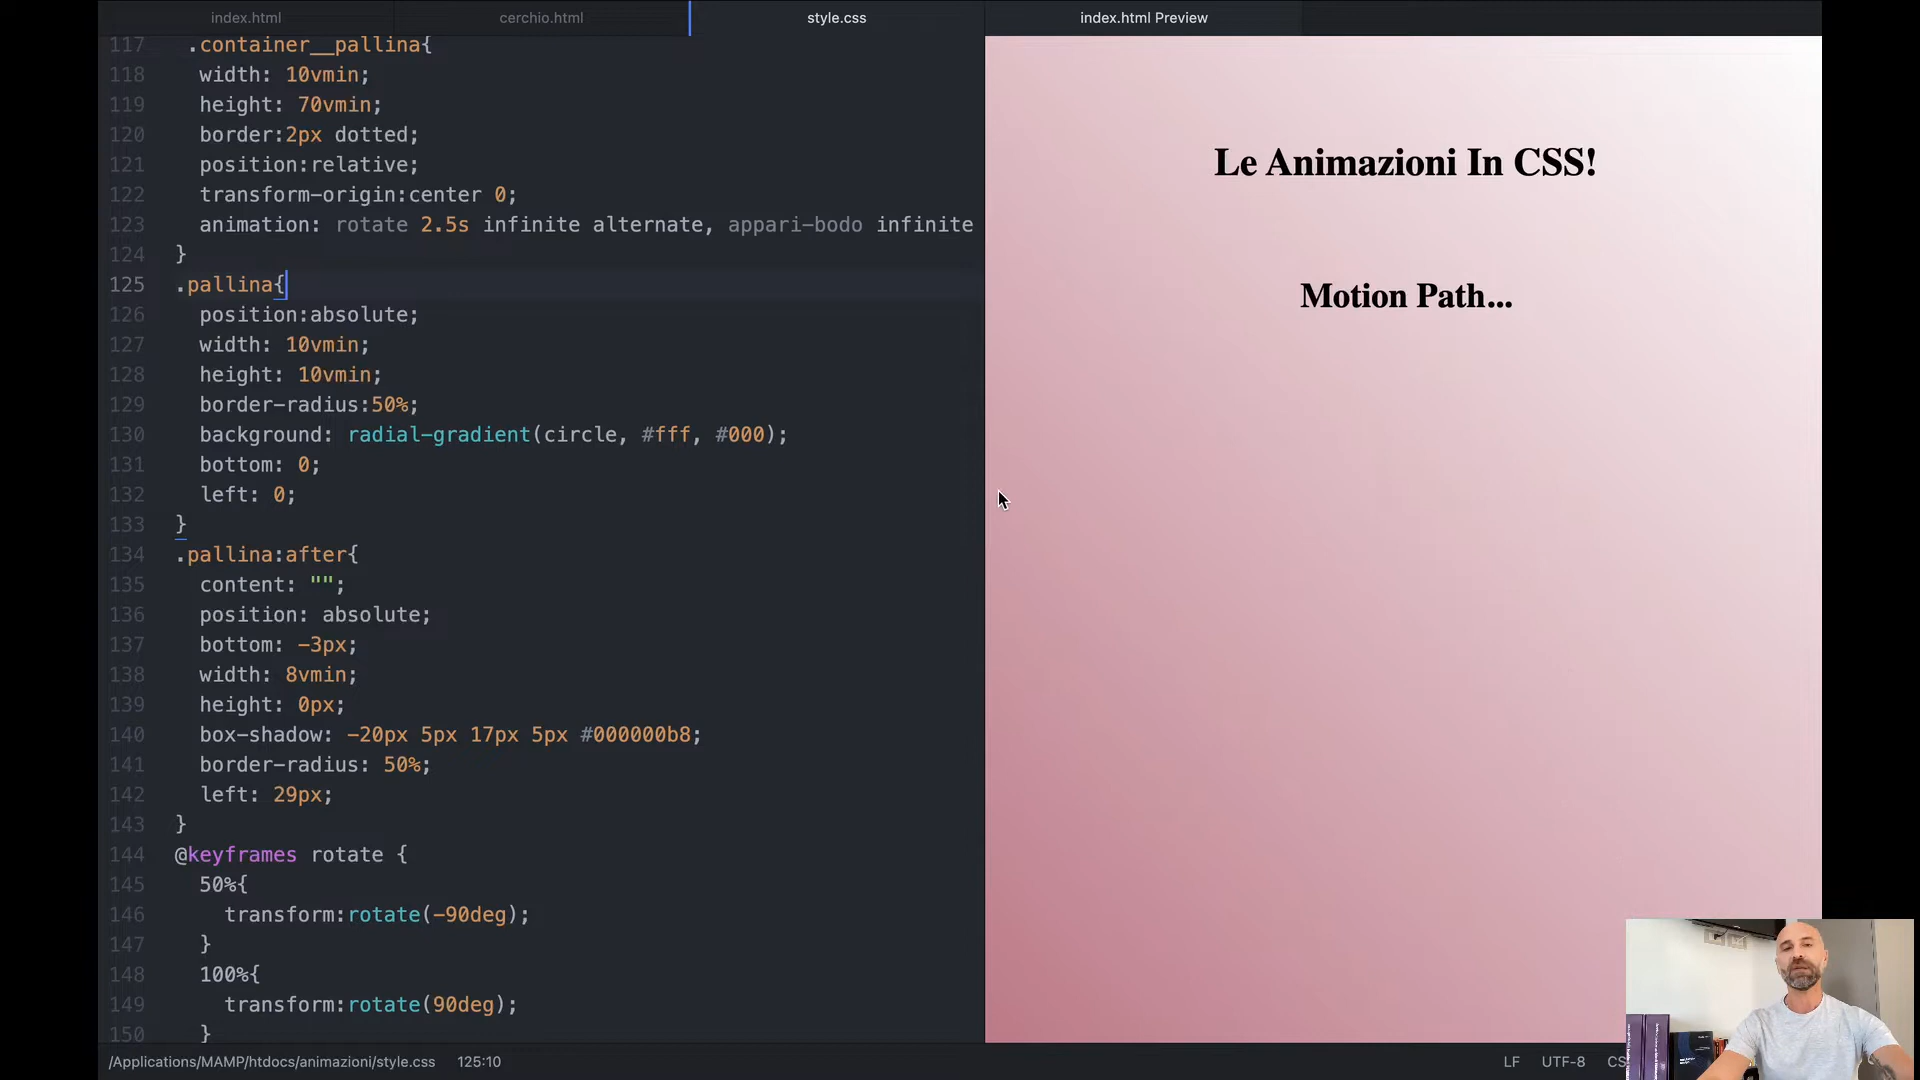 index.html
cerchio.html
style.css
index.html Preview
117 .container__pallina{
118 width: 10vmin;
119 height: 70vmin;
120 border:2px dotted;
121 position:relative;
122 transform-origin:center 0;
123 animation: rotate 2.5s infinite alternate, appari-bodo infinite
124 }
125 .pallina{
126 position:absolute;
127 width: 10vmin;
128 height: 10vmin;
129 border-radius:50%;
130 background: radial-gradient(circle, #fff, #000);
131 bottom: 0;
132 left: 0;
133 }
134 .pallina:after{
135 content: "";
136 position: absolute;
137 bottom: -3px;
138 width: 8vmin;
139 height: 0px;
140 box-shadow: -20px 5px 17px 5px #000000b8;
141 border-radius: 50%;
142 left: 29px;
143 }
144 @keyframes rotate {
145 50%{
146 transform:rotate(-90deg);
147 }
148 100%{
149 transform:rotate(90deg);
150 }
Le Animazioni In CSS!
Motion Path...
/Applications/MAMP/htdocs/animazioni/style.css 125:10
LF UTF-8 CS